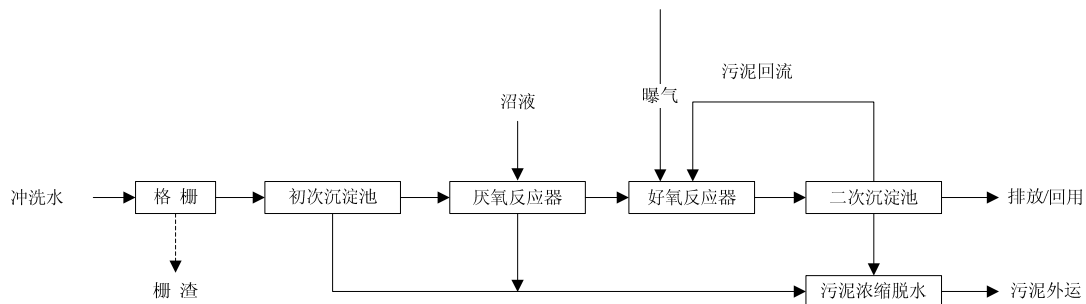 污泥回流
曝气
沼液
冲洗水
格 栅
初次沉淀池
厌氧反应器
好氧反应器
二次沉淀池
排放/回用
栅 渣
污泥浓缩脱水
污泥外运